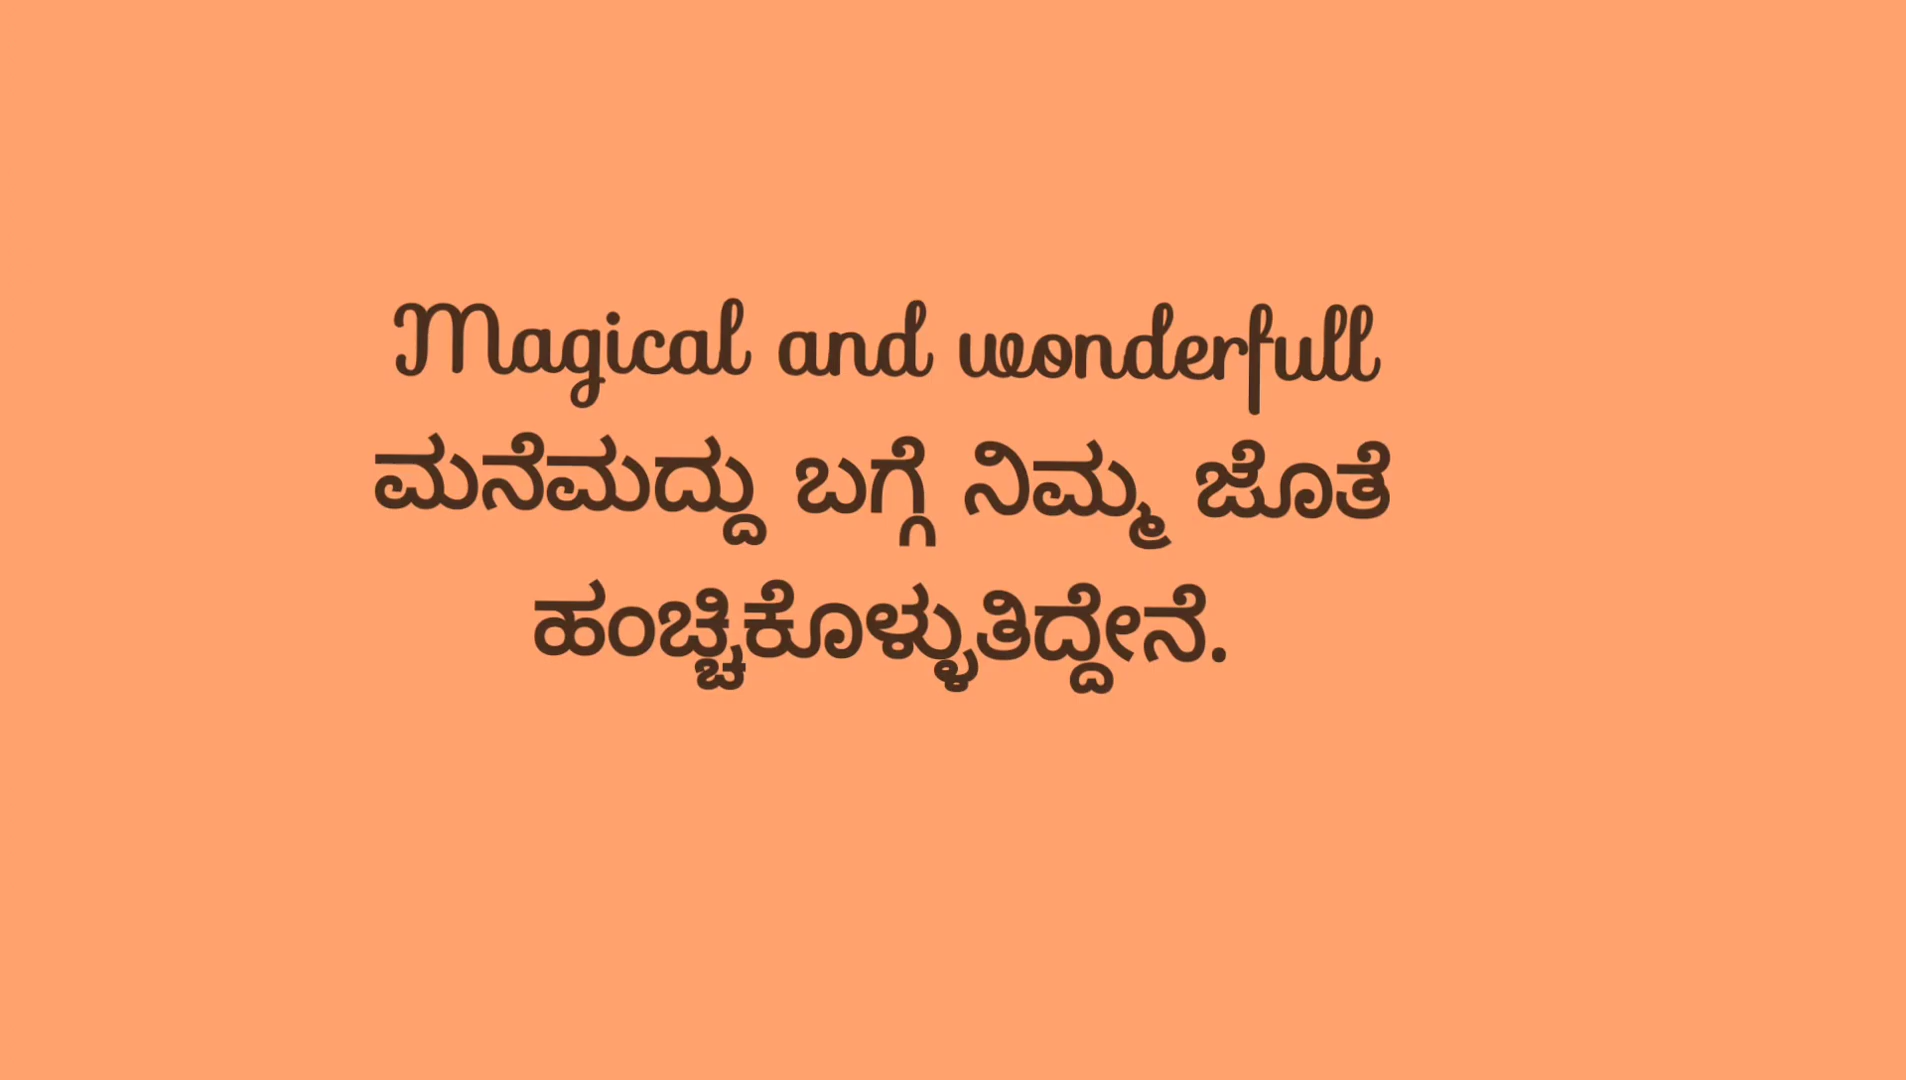 Magical and wonderfull
ಮನೆಮದ್ದು ಬಗ್ಗೆ ನಿಮ್ಮ ಜೊತೆ
ಹಂಚ್ಚಿಕೊಳ್ಳುತಿದ್ದೇನೆ.